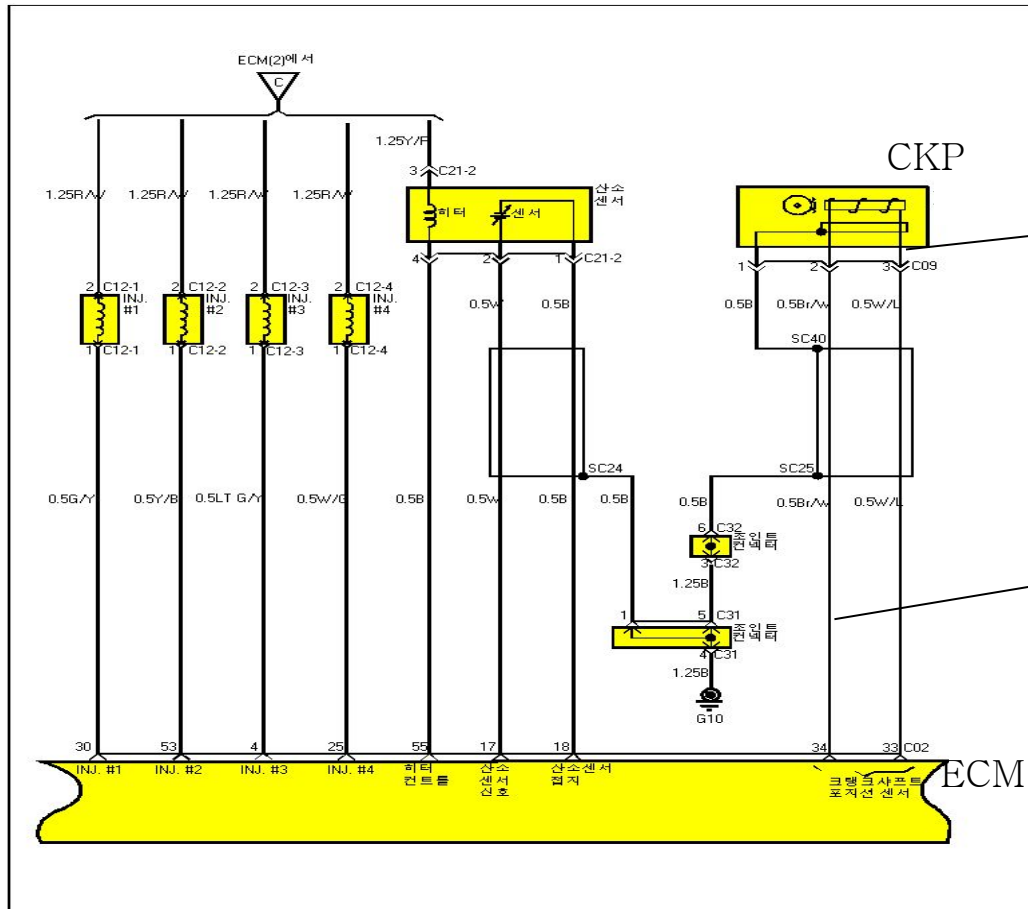 ECM(2)에서
C
1.25Y/F
CKP
3 C21-2
산소
센서
1.25R/W 1.25R/W 1.25R/W 1.25R/W
히터 센서
4 2 1 C21-2
1 2 3 C09
2 C12-1 2 C12-2 2 C12-3 2 C12-4
INJ. #1 INJ. #2 INJ. #3 INJ. #4
0.5W 0.5B 0.5B 0.5Br/W 0.5W/L
1 C12-1 1 C12-2 1 C12-3 1 C12-4
SC40
SC24 SC25
0.5G/Y 0.5Y/B 0.5LT G/Y 0.5W/G 0.5B 0.5W 0.5B 0.5B 0.5B 0.5Br/W 0.5W/L
6 C32
조인트
컨넥터
3 C32
1.25B
1 5 C31
조인트
컨넥터
4 C31
1.25B
G10
30 53 4 25 55 17 18 34 33 C02
INJ. #1 INJ. #2 INJ. #3 INJ. #4
히터
컨트롤
산소
센서
신호
산소센서
접지
크랭크샤프트
포지션 센서
ECM